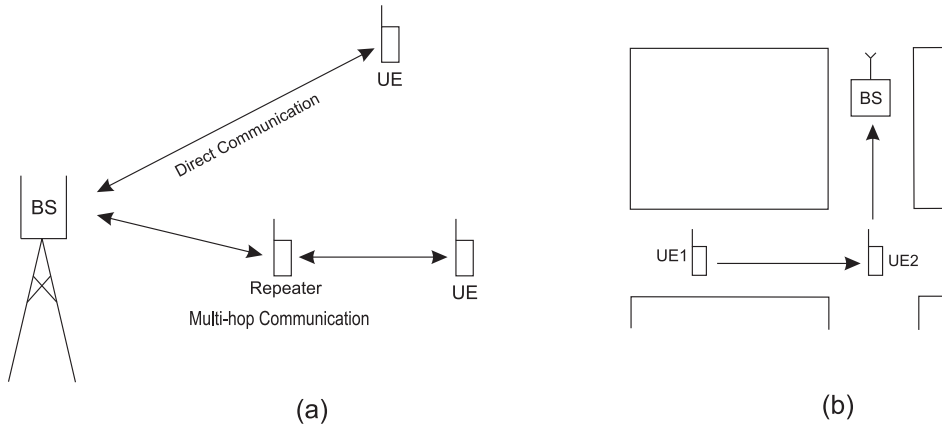 UE
Direct Communication
BS
Repeater
UE
Multi-hop Communication
(a)
BS
UE1
UE2
(b)